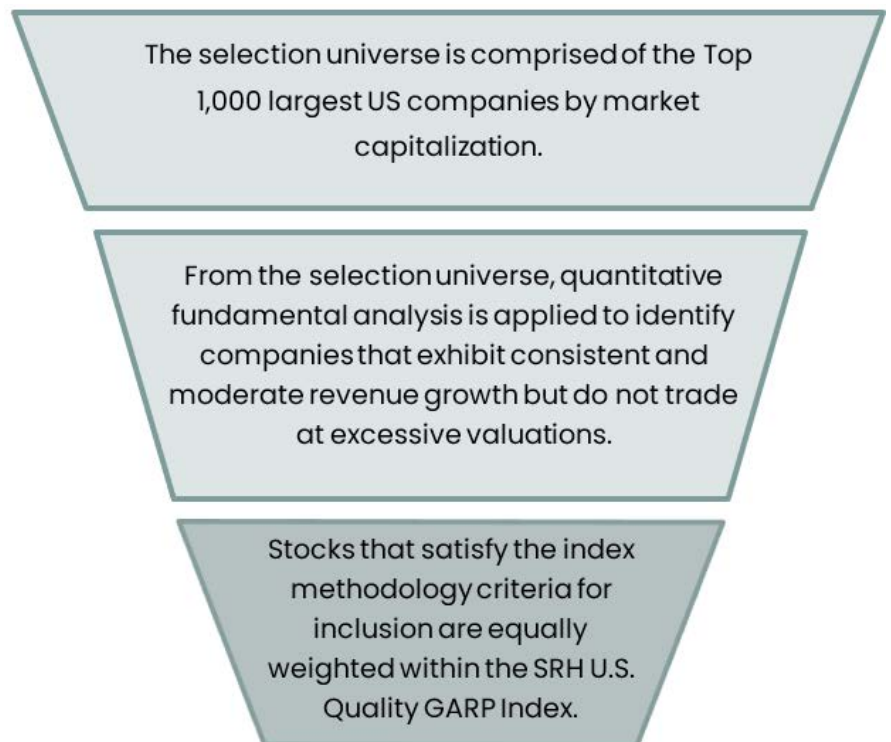 The selection universe is comprised of the Top
1,000 largest US companies by market
capitalization.
From the selection universe, quantitative
fundamental analysis is applied to identify
companies that exhibit consistent and
moderate revenue growth but do not trade
at excessive valuations.
Stocks that satisfy the index
methodology criteria for
inclusion are equally
weighted within the SRH U.S.
Quality GARP Index.